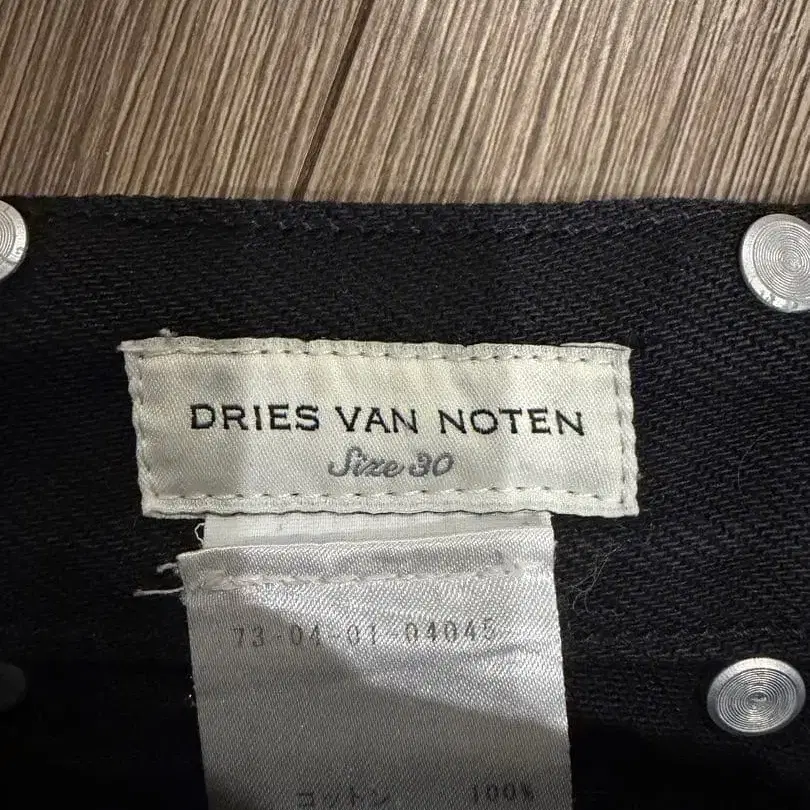 DRIES VAN NOTEN
Size 30
73-04-01-04045
コットン 100%